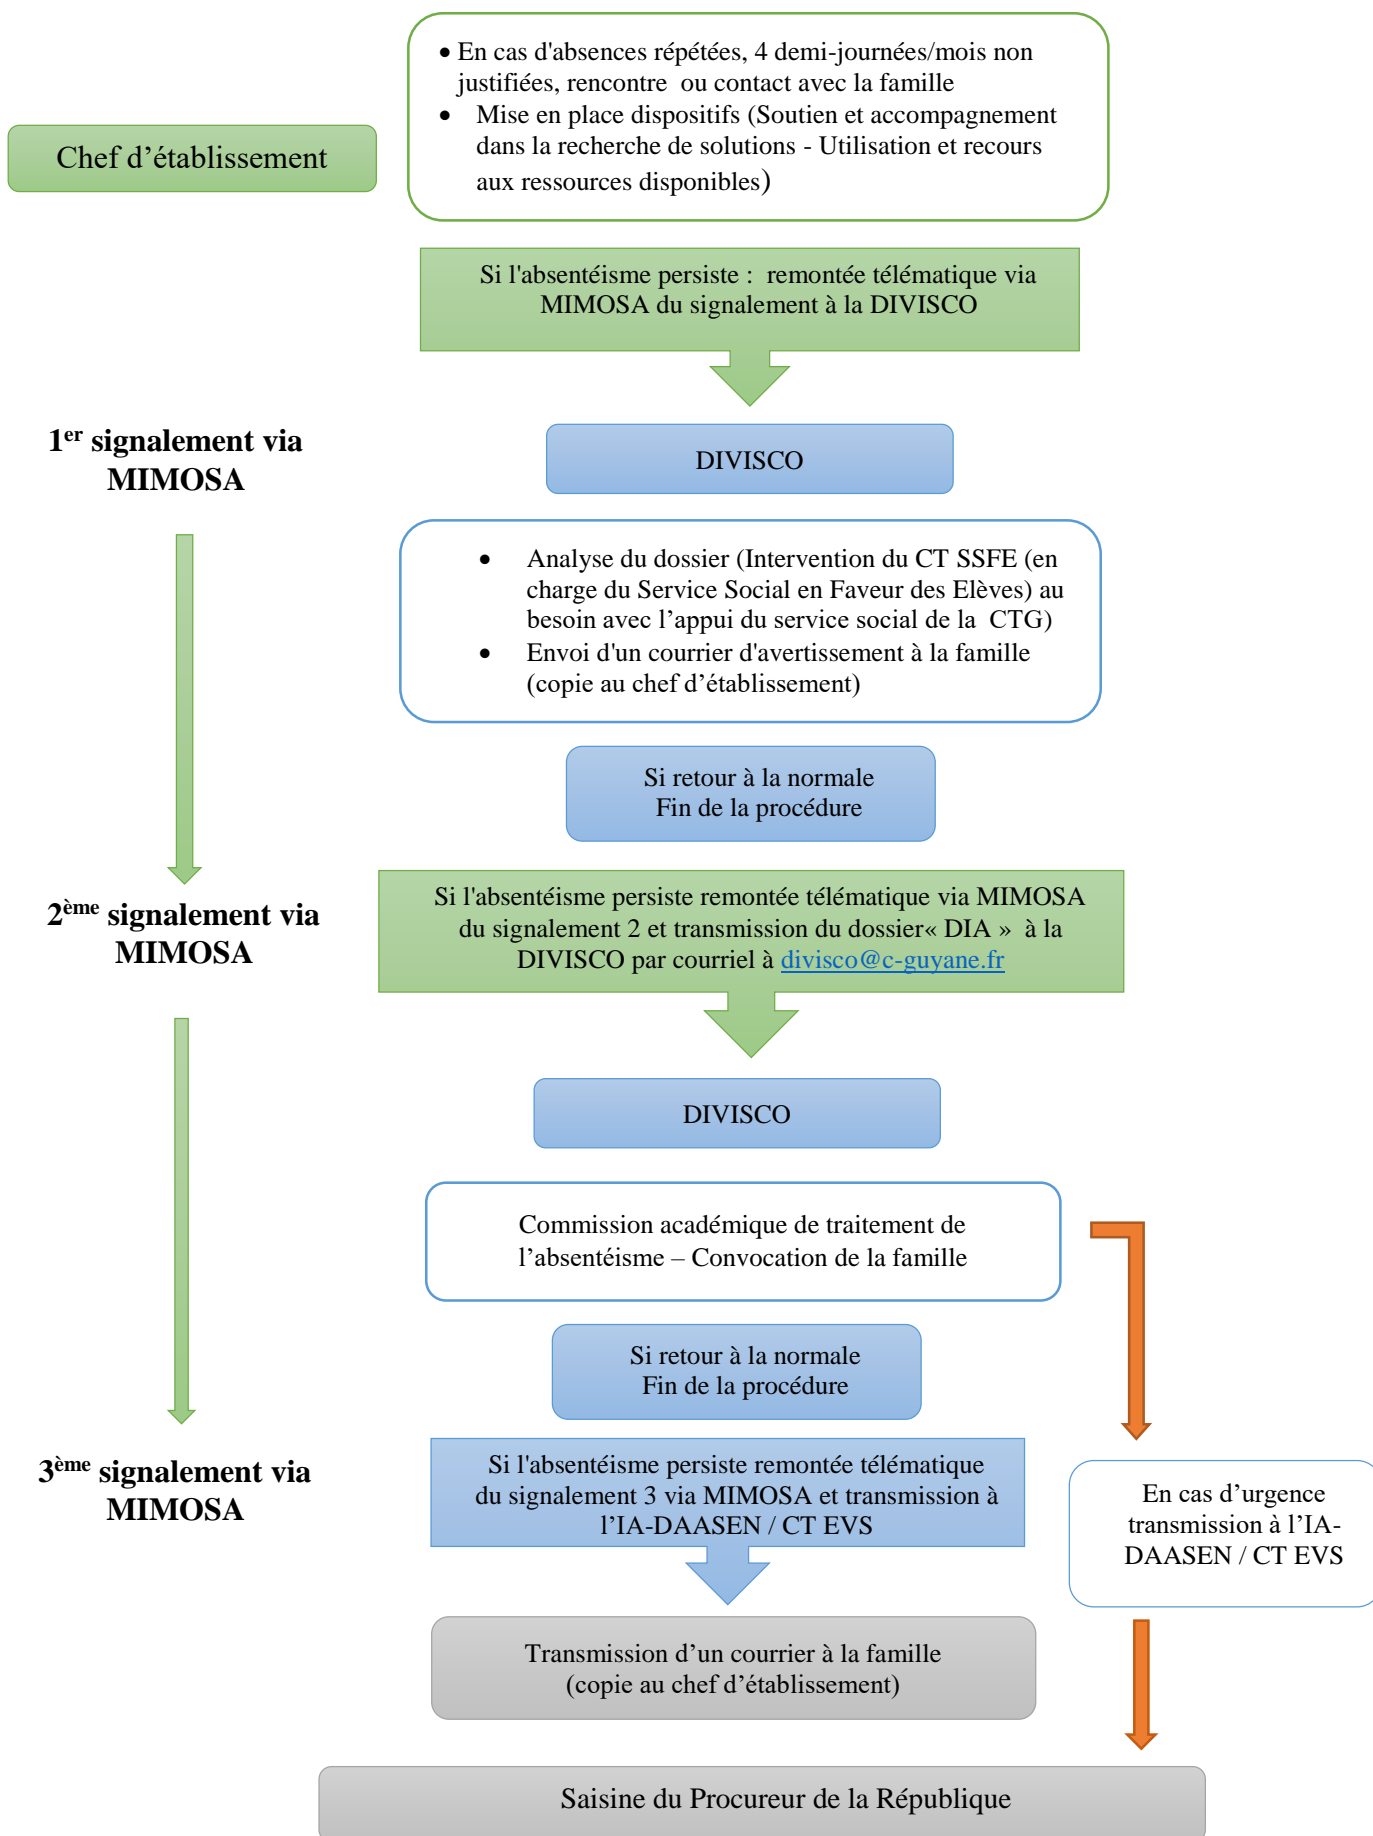 • En cas d'absences répétées, 4 demi-journées/mois non
justifiées, rencontre ou contact avec la famille
• Mise en place dispositifs (Soutien et accompagnement
dans la recherche de solutions - Utilisation et recours
aux ressources disponibles)
Chef d’établissement
Si l'absentéisme persiste : remontée télématique via
MIMOSA du signalement à la DIVISCO
1er signalement via
MIMOSA
DIVISCO
• Analyse du dossier (Intervention du CT SSFE (en
charge du Service Social en Faveur des Elèves) au
besoin avec l’appui du service social de la CTG)
• Envoi d'un courrier d'avertissement à la famille
(copie au chef d’établissement)
Si retour à la normale
Fin de la procédure
2ème signalement via
MIMOSA
Si l'absentéisme persiste remontée télématique via MIMOSA
du signalement 2 et transmission du dossier« DIA » à la
DIVISCO par courriel à divisco@c-guyane.fr
DIVISCO
Commission académique de traitement de
l’absentéisme – Convocation de la famille
Si retour à la normale
Fin de la procédure
3ème signalement via
MIMOSA
Si l'absentéisme persiste remontée télématique
du signalement 3 via MIMOSA et transmission à
l’IA-DAASEN / CT EVS
En cas d’urgence
transmission à l’IA-
DAASEN / CT EVS
Transmission d’un courrier à la famille
(copie au chef d’établissement)
Saisine du Procureur de la République